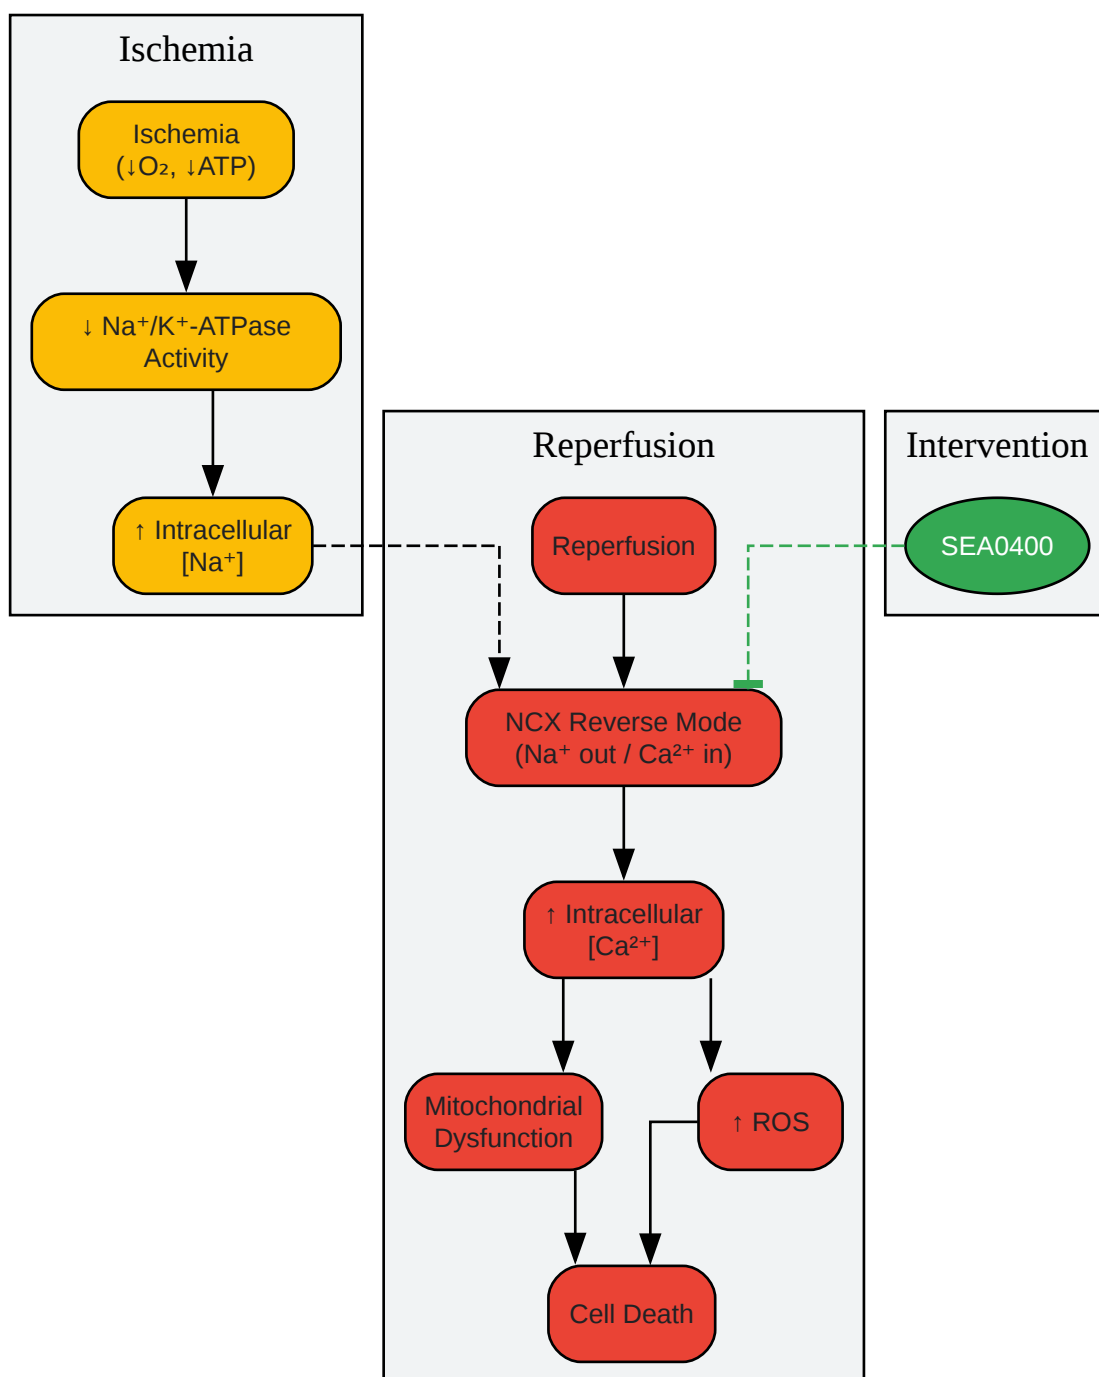 Ischemia
Ischemia
(↓O₂, ↓ATP)
↓ Na⁺/K⁺-ATPase
Activity
↑ Intracellular
[Na⁺]
Reperfusion
Reperfusion
NCX Reverse Mode
(Na⁺ out / Ca²⁺ in)
↑ Intracellular
[Ca²⁺]
Mitochondrial
Dysfunction
↑ ROS
Cell Death
Intervention
SEA0400